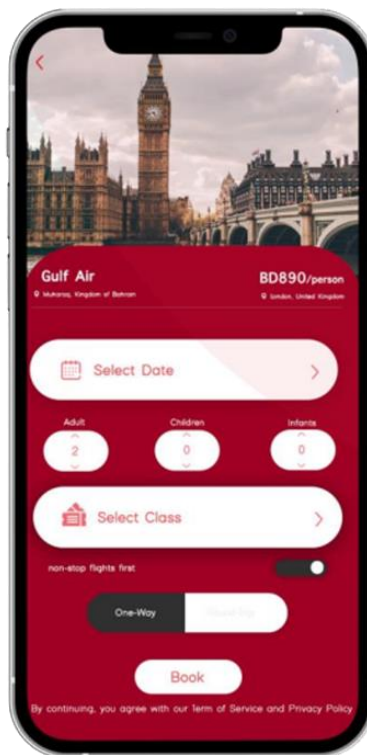 Gulf Air
BD890/person
Muharaq, Kingdom of Bahrain
London, United Kingdom
Select Date
Adult
Children
Infants
2
0
0
Select Class
non-stop flights first
One-Way
Book
By continuing, you agree with our Term of Service and Privacy Policy